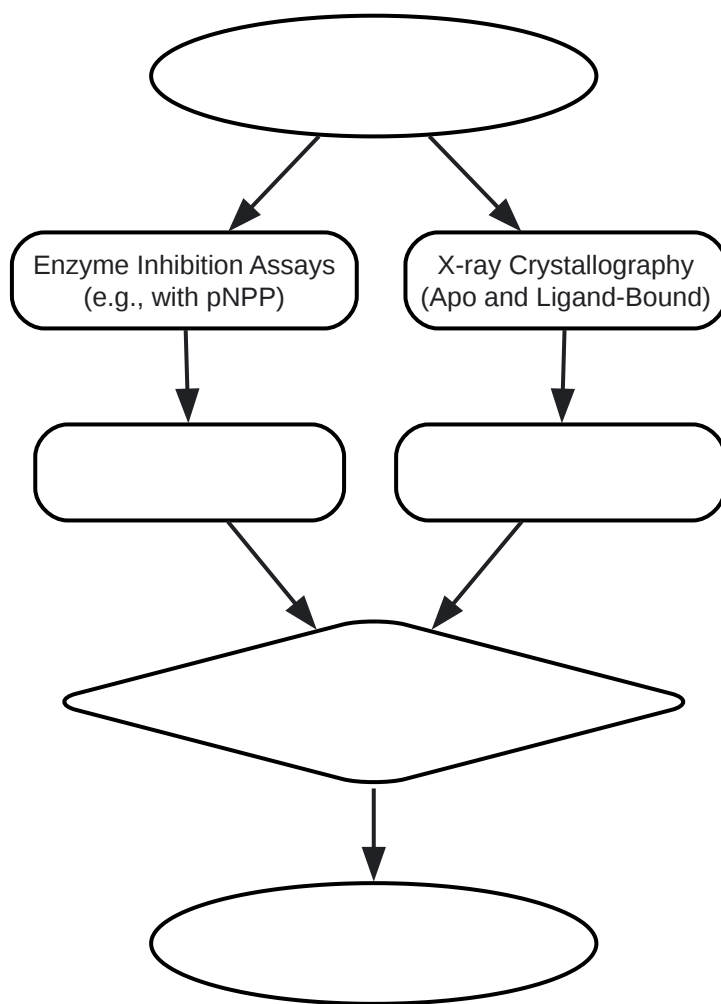 Enzyme Inhibition Assays
(e.g., with pNPP)
X-ray Crystallography
(Apo and Ligand-Bound)